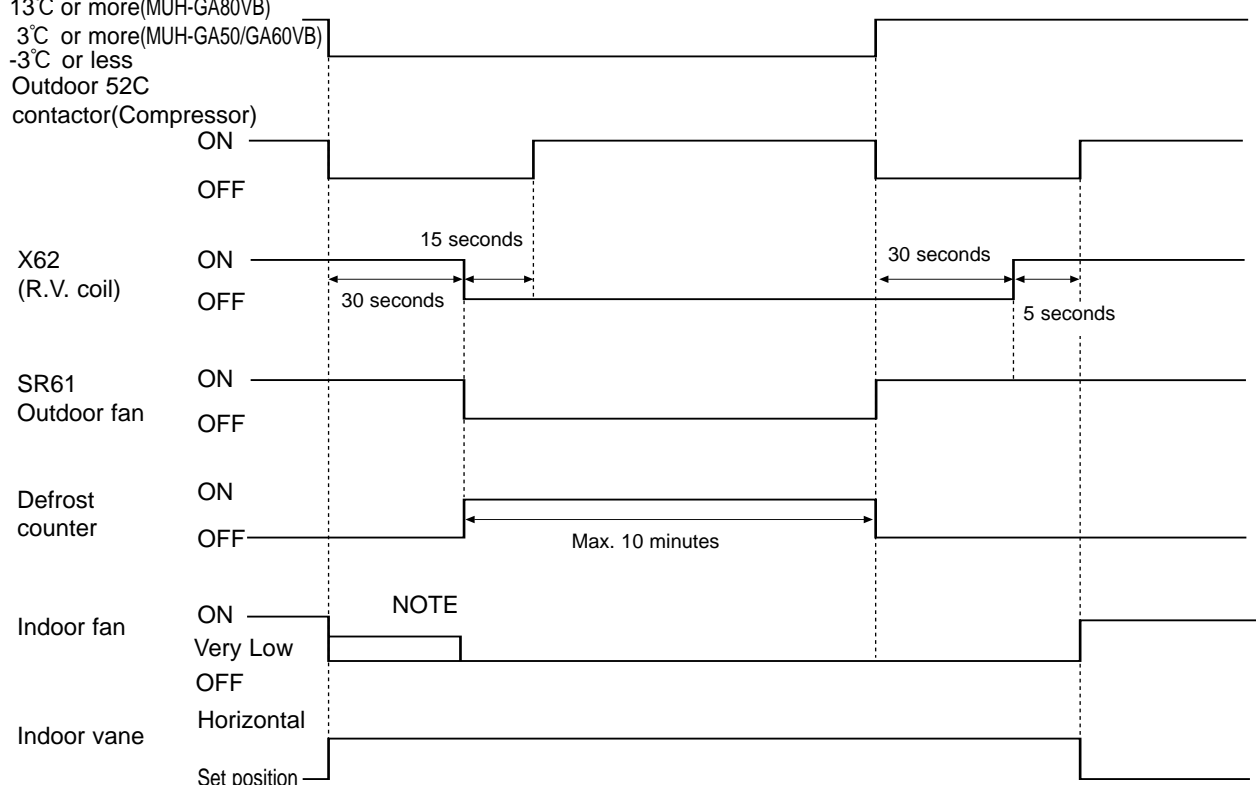 13℃ or more(MUH-GA80VB)
3℃ or more(MUH-GA50/GA60VB)
-3℃ or less
Outdoor 52C
contactor(Compressor)
ON
OFF
X62
(R.V. coil)
ON
OFF
15 seconds
30 seconds
30 seconds
5 seconds
SR61
Outdoor fan
ON
OFF
Defrost
counter
ON
OFF
Max. 10 minutes
Indoor fan
ON
Very Low
OFF
NOTE
Indoor vane
Horizontal
Set position